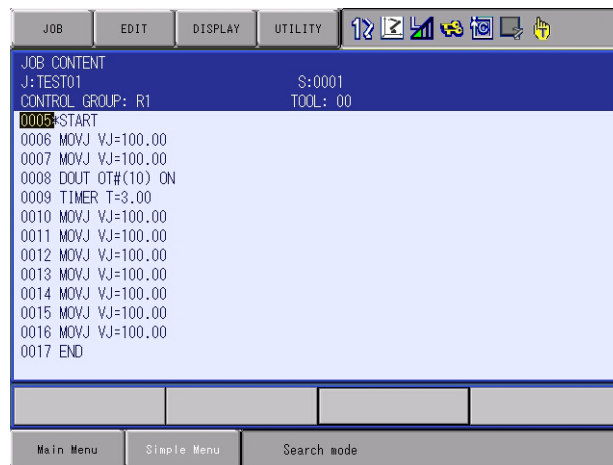 JOB EDIT DISPLAY UTILITY
JOB CONTENT
J:TEST01 S:0001
CONTROL GROUP: R1 TOOL: 00
0005 *START
0006 MOVJ VJ=100.00
0007 MOVJ VJ=100.00
0008 DOUT OT#(10) ON
0009 TIMER T=3.00
0010 MOVJ VJ=100.00
0011 MOVJ VJ=100.00
0012 MOVJ VJ=100.00
0013 MOVJ VJ=100.00
0014 MOVJ VJ=100.00
0015 MOVJ VJ=100.00
0016 MOVJ VJ=100.00
0017 END
Main Menu Simple Menu Search mode